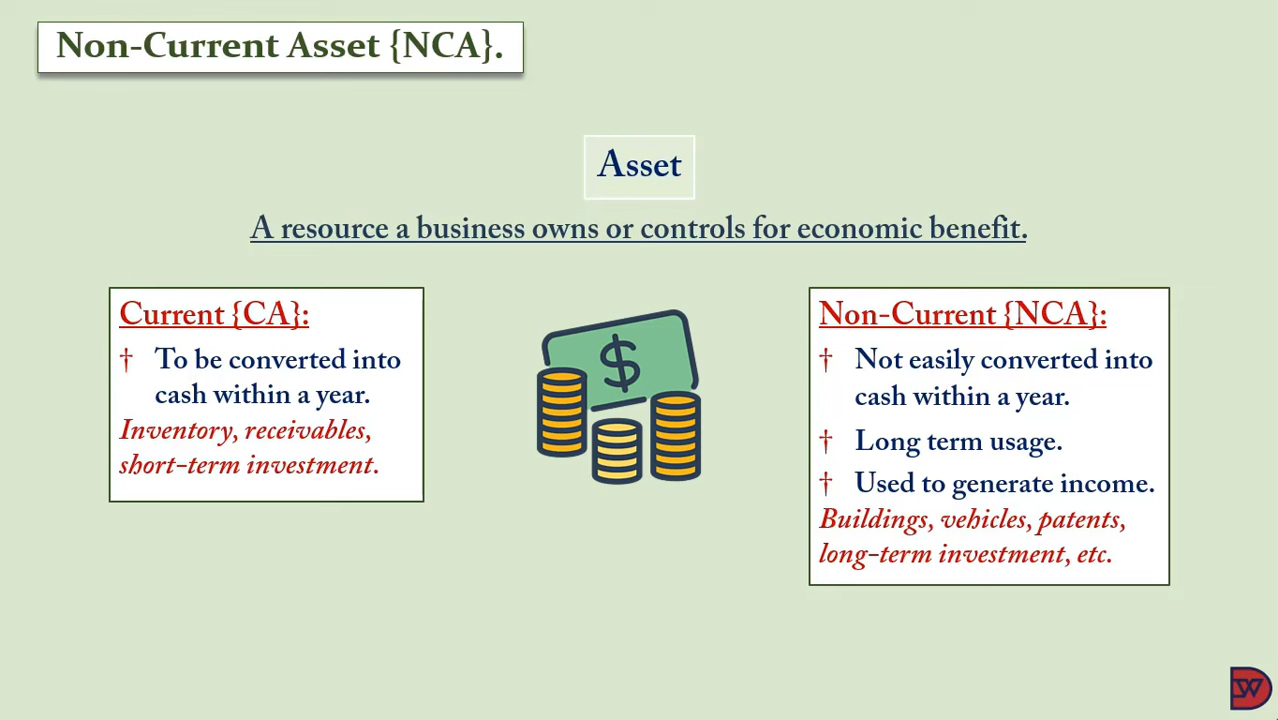 Non-Current Asset {NCA}.
Asset
A resource a business owns or controls for economic benefit.
Current {CA}:
† To be converted into
cash within a year.
Inventory, receivables,
short-term investment.
$
Non-Current {NCA}:
† Not easily converted into
cash within a year.
† Long term usage.
† Used to generate income.
Buildings, vehicles, patents,
long-term investment, etc.
DW